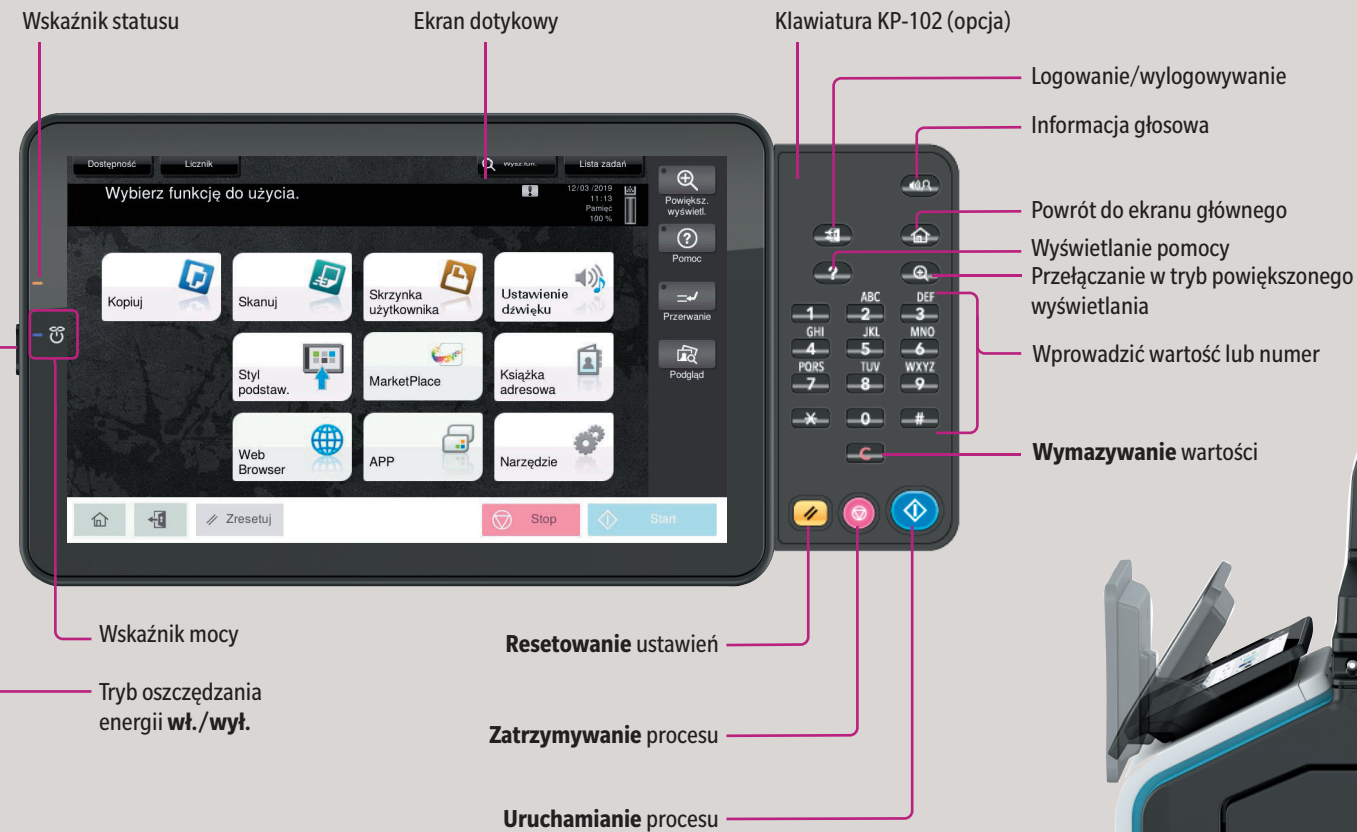 Wskaźnik statusu
Ekran dotykowy
Klawiatura KP-102 (opcja)
Logowanie/wylogowywanie
Informacja głosowa
Powrót do ekranu głównego
Wyświetlanie pomocy
Przełączanie w tryb powiększonego
wyświetlania
Wprowadzić wartość lub numer
Wymazywanie wartości
Dostępność
Licznik
Wysz.fun.
Lista zadań
Wybierz funkcję do użycia.
12/03 /2019
11:13
Pamięć
100 %
Powiększ.
wyświetl.
Pomoc
Przerwanie
Podgląd
Kopiuj
Skanuj
Skrzynka
użytkownika
Ustawienie
dźwięku
Styl
podstaw.
MarketPlace
Książka
adresowa
Web
Browser
APP
Narzędzie
Zresetuj
Stop
Start
?
ABC DEF
1 2 3
GHI JKL MNO
4 5 6
PQRS TUV WXYZ
7 8 9
* 0 #
C
Wskaźnik mocy
Tryb oszczędzania
energii wł./wył.
Resetowanie ustawień
Zatrzymywanie procesu
Uruchamianie procesu